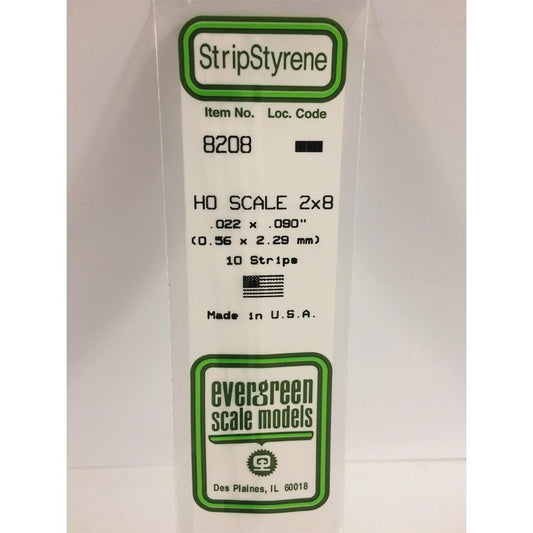 StripStyrene
Item No. Loc. Code
8208
HO SCALE 2x8
.022 x .090"
(0.56 x 2.29 mm)
10 Strips
Made in U.S.A.
evergreen
scale models
Des Plaines, IL 60018